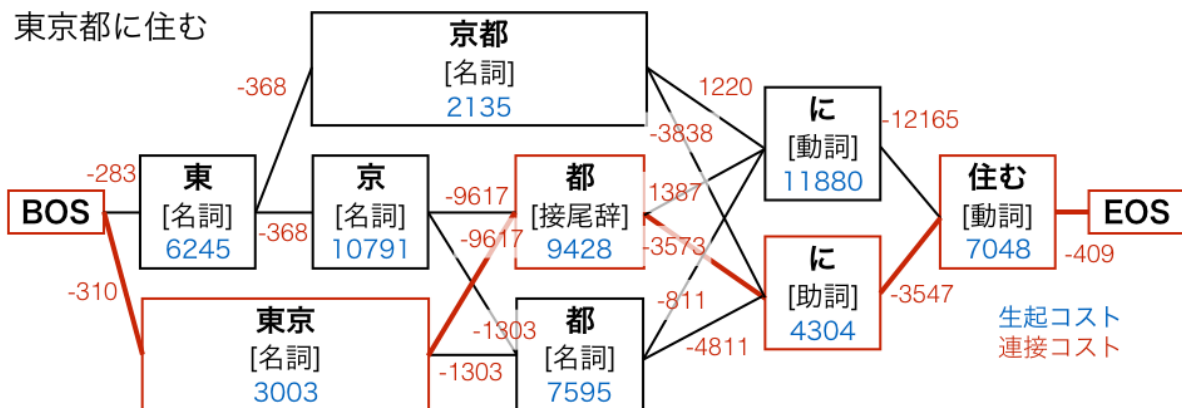 東京都に住む
京都
[名詞]
2135
-368
1220
-3838
に
[動詞]
11880
-12165
-283
BOS
東
[名詞]
6245
-368
京
[名詞]
10791
-9617
-9617
都
[接尾辞]
9428
1387
-3573
住む
[動詞]
7048
EOS
-409
-310
東京
[名詞]
3003
-1303
-1303
都
[名詞]
7595
-811
-4811
に
[助詞]
4304
-3547
生起コスト
連接コスト